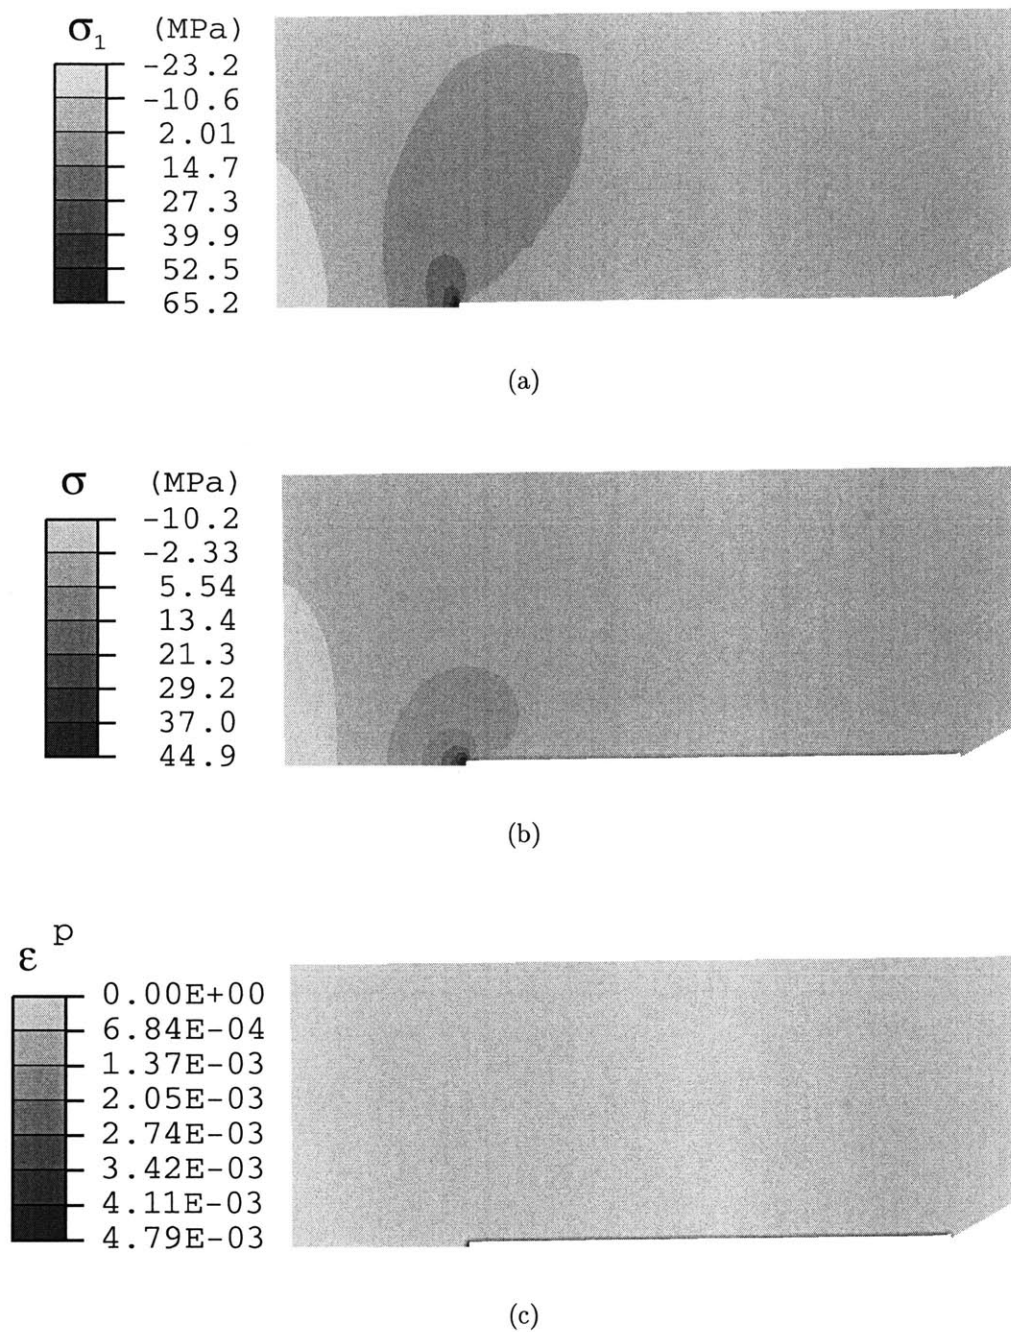 σ₁ (MPa)
-23.2
-10.6
2.01
14.7
27.3
39.9
52.5
65.2
(a)
σ (MPa)
-10.2
-2.33
5.54
13.4
21.3
29.2
37.0
44.9
(b)
ε p
0.00E+00
6.84E-04
1.37E-03
2.05E-03
2.74E-03
3.42E-03
4.11E-03
4.79E-03
(c)